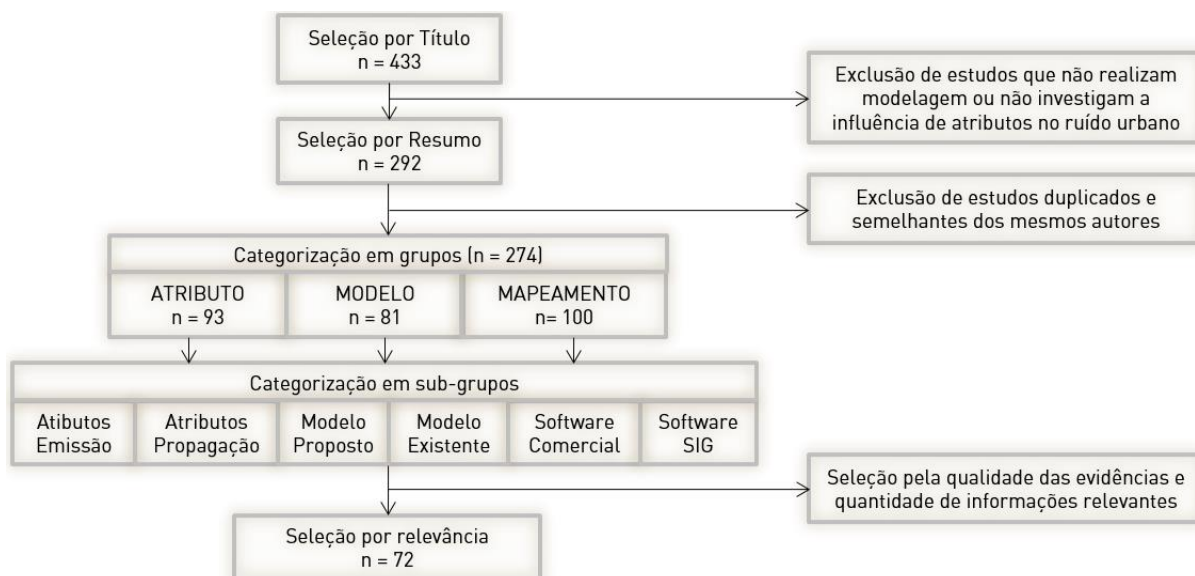 Seleção por Título
n = 433
Exclusão de estudos que não realizam
modelagem ou não investigam a
influência de atributos no ruído urbano
Seleção por Resumo
n = 292
Exclusão de estudos duplicados e
semelhantes dos mesmos autores
Categorização em grupos (n = 274)
ATRIBUTO
n = 93
MODELO
n = 81
MAPEAMENTO
n= 100
Categorização em sub-grupos
Atibutos
Emissão
Atributos
Propagação
Modelo
Proposto
Modelo
Existente
Software
Comercial
Software
SIG
Seleção pela qualidade das evidências e
quantidade de informações relevantes
Seleção por relevância
n = 72